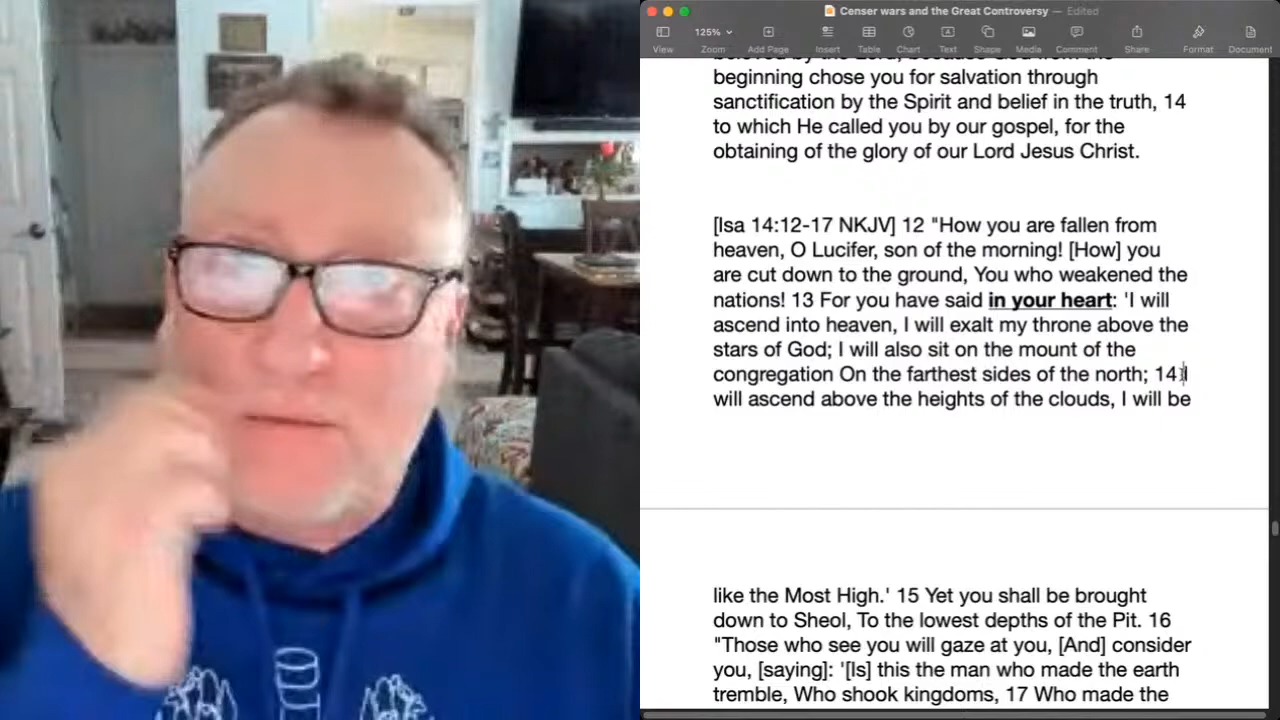 Censer wars and the Great Controversy — Edited
125%
View Zoom Add Page Insert Table Chart Text Shape Media Comment Share Format Document
beginning chose you for salvation through
sanctification by the Spirit and belief in the truth, 14
to which He called you by our gospel, for the
obtaining of the glory of our Lord Jesus Christ.
[Isa 14:12-17 NKJV] 12 "How you are fallen from
heaven, O Lucifer, son of the morning! [How] you
are cut down to the ground, You who weakened the
nations! 13 For you have said in your heart: 'I will
ascend into heaven, I will exalt my throne above the
stars of God; I will also sit on the mount of the
congregation On the farthest sides of the north; 14 I
will ascend above the heights of the clouds, I will be
like the Most High.' 15 Yet you shall be brought
down to Sheol, To the lowest depths of the Pit. 16
"Those who see you will gaze at you, [And] consider
you, [saying]: '[Is] this the man who made the earth
tremble, Who shook kingdoms, 17 Who made the